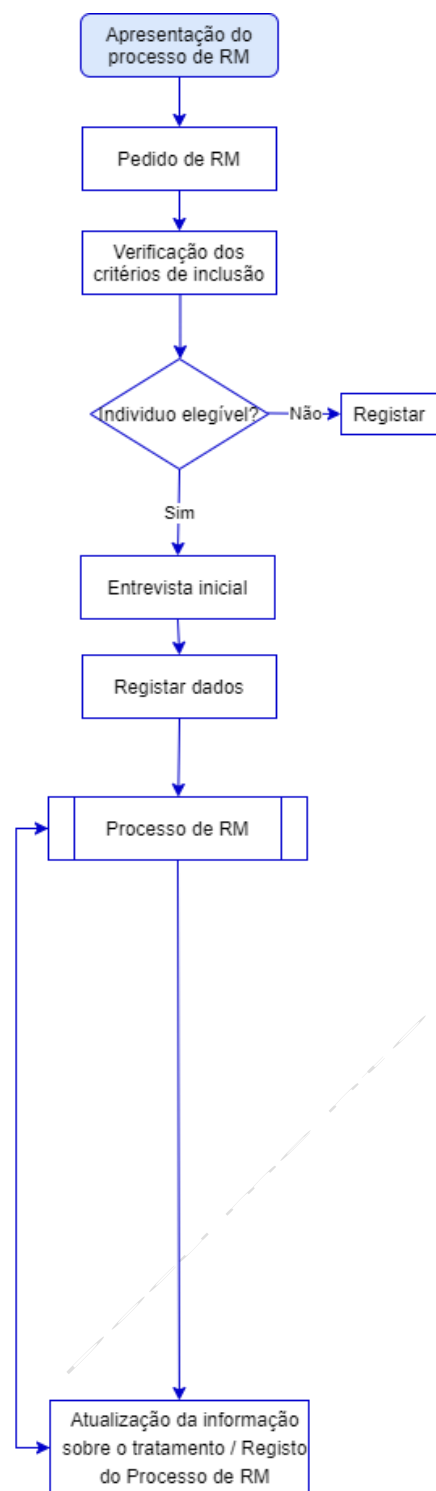 Apresentação do
processo de RM
Pedido de RM
Verificação dos
critérios de inclusão
Individuo elegível?
Não
Registar
Sim
Entrevista inicial
Registar dados
Processo de RM
Atualização da informação
sobre o tratamento / Registo
do Processo de RM